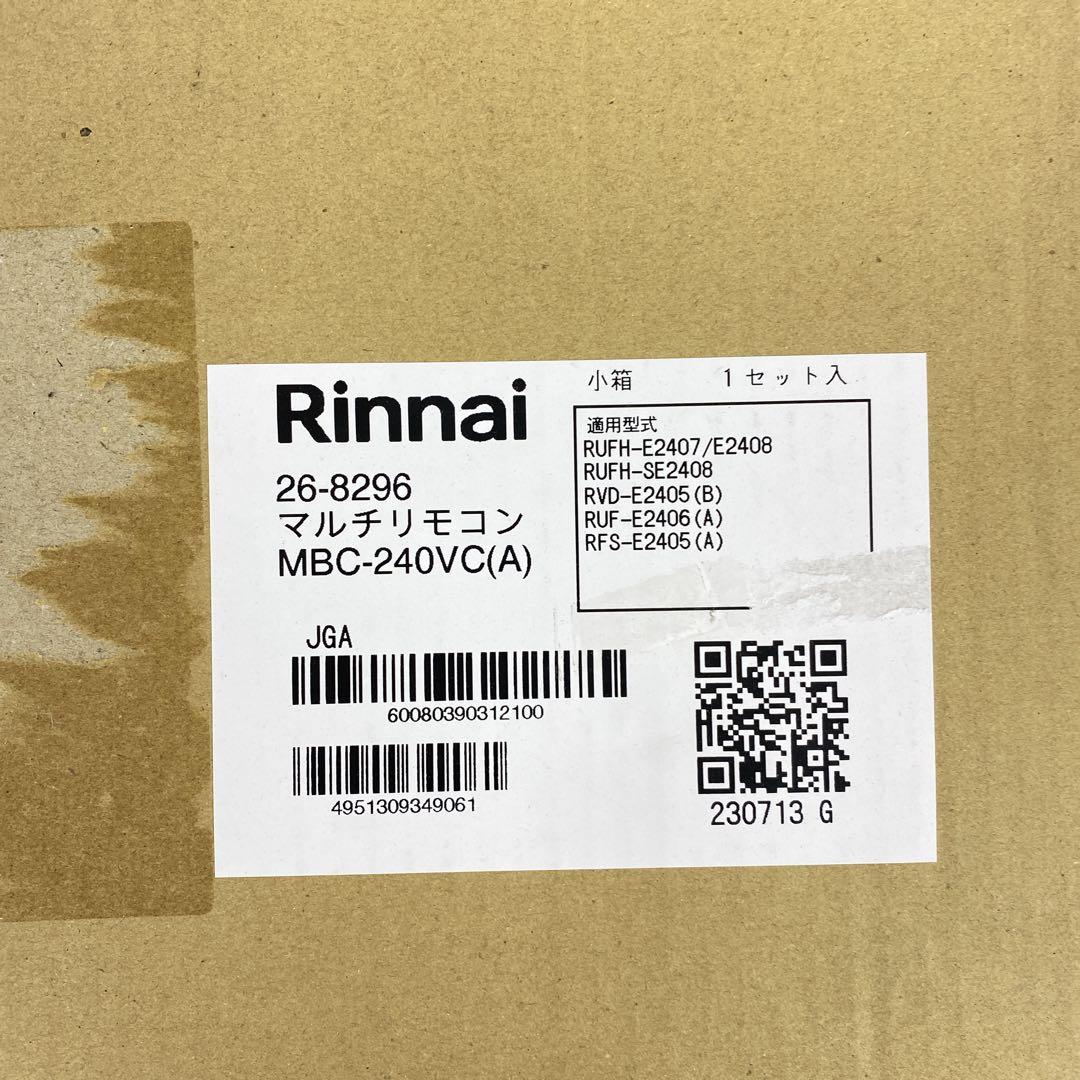 Rinnai
26-8296
マルチリモコン
MBC-240VC(A)
小箱 1セット入
適用型式
RUFH-E2407/E2408
RUFH-SE2408
RVD-E2405(B)
RUF-E2406(A)
RFS-E2405(A)
JGA
60080390312100
4951309349061
230713 G